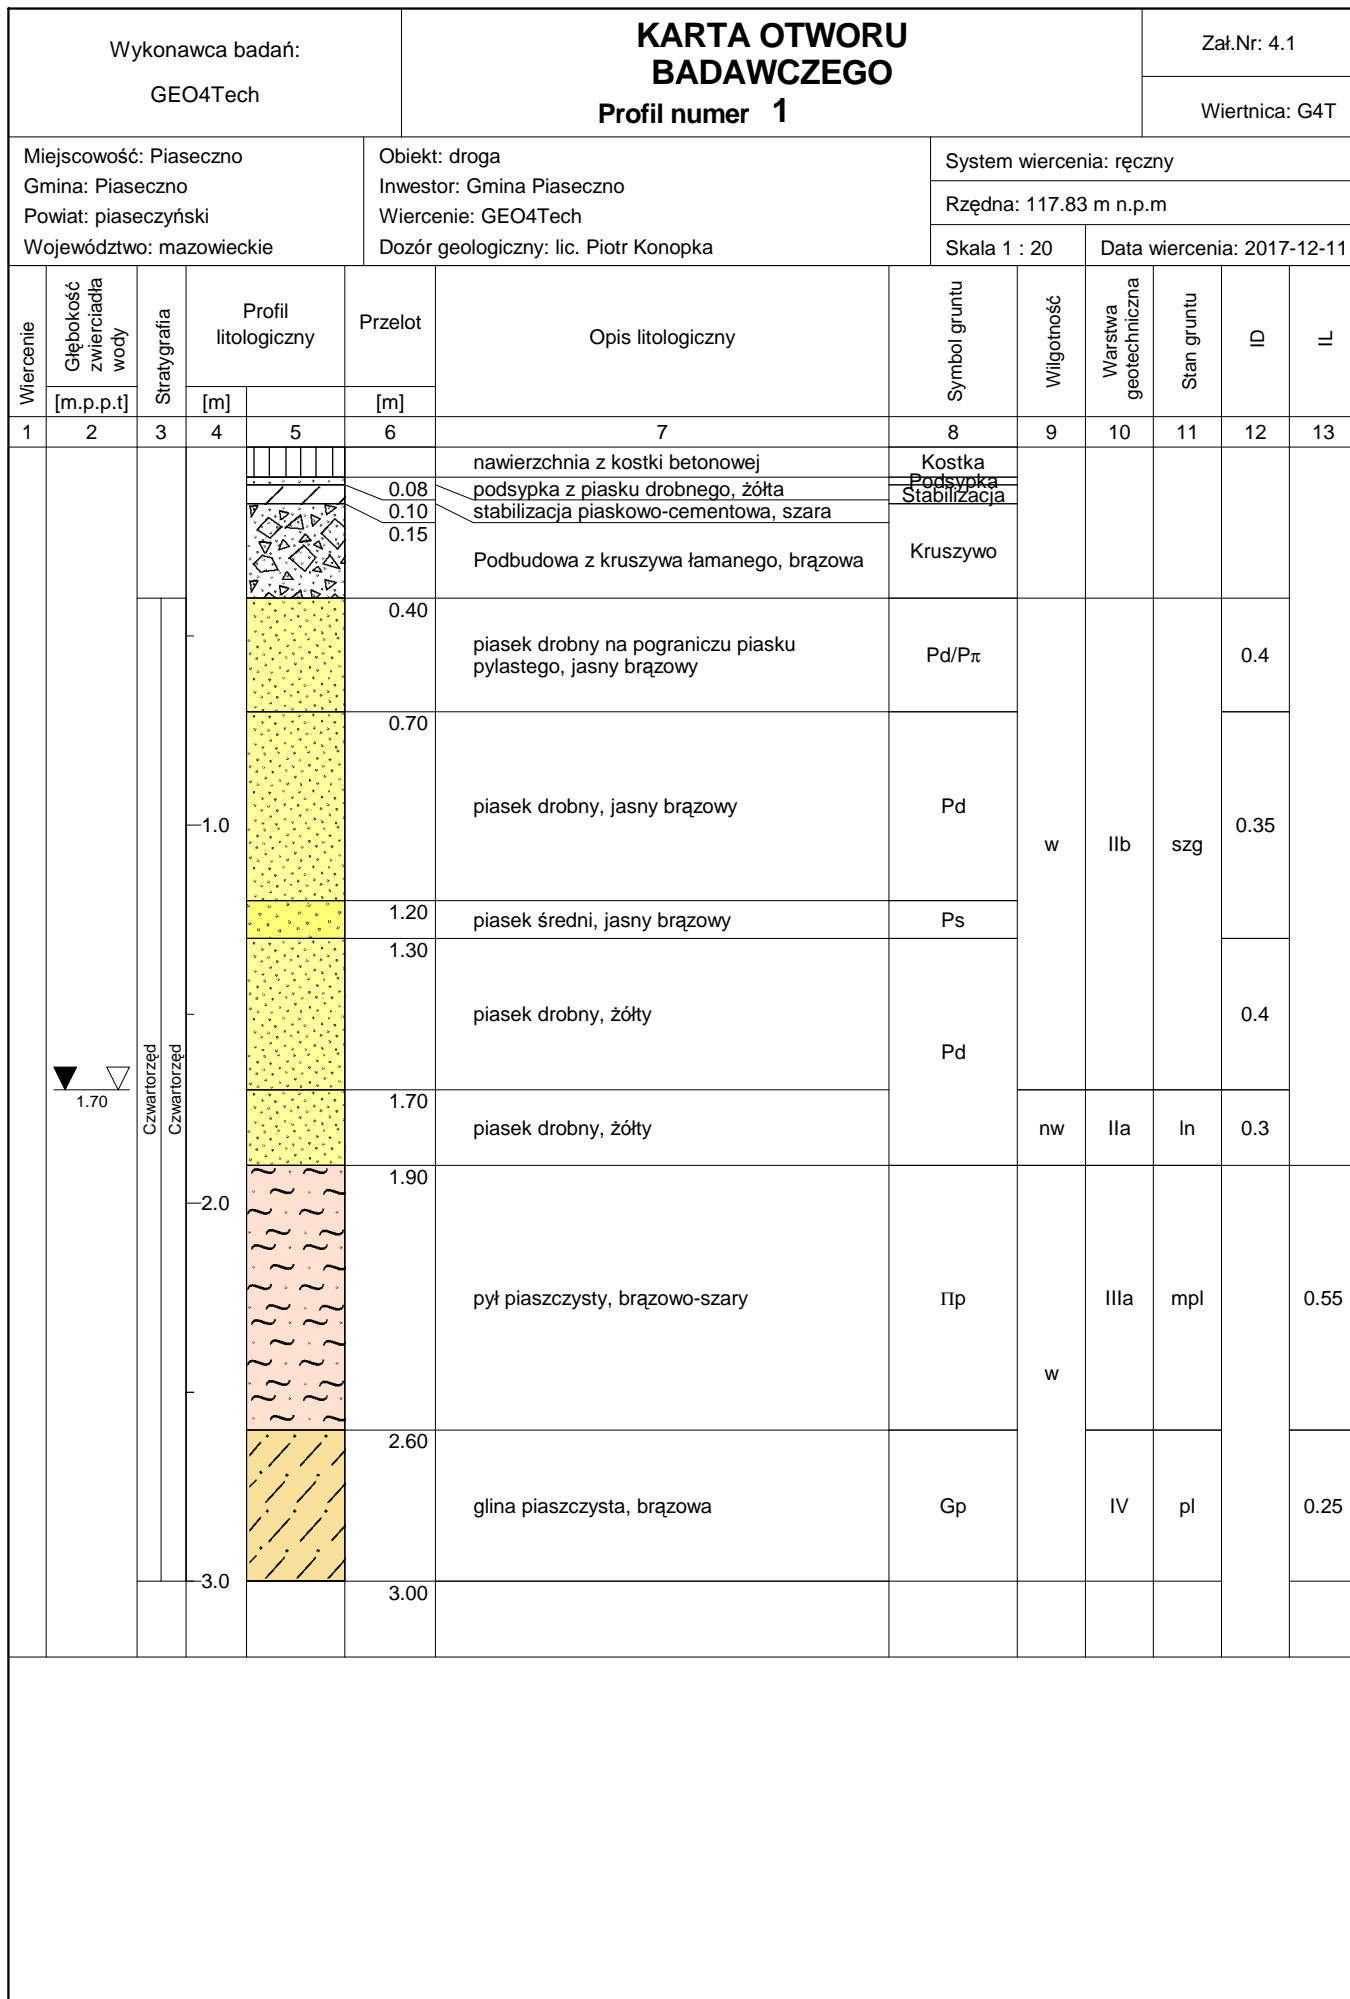 Wykonawca badań:
GEO4Tech
KARTA OTWORU
BADAWCZEGO
Profil numer 1
Zał.Nr: 4.1
Wiertnica: G4T
Miejscowość: Piaseczno
Gmina: Piaseczno
Powiat: piaseczyński
Województwo: mazowieckie
Obiekt: droga
Inwestor: Gmina Piaseczno
Wiercenie: GEO4Tech
Dozór geologiczny: lic. Piotr Konopka
System wiercenia: ręczny
Rzędna: 117.83 m n.p.m
Skala 1 : 20
Data wiercenia: 2017-12-11
Wiercenie
Głębokość
zwierciadła
wody
[m.p.p.t]
Stratygrafia
Profil
litologiczny
[m]
Przelot
[m]
Opis litologiczny
Symbol gruntu
Wilgotność
Warstwa
geotechniczna
Stan gruntu
ID
IL
1 2 3 4 5 6 7 8 9 10 11 12 13
nawierzchnia z kostki betonowej Kostka
0.08 podsypka z piasku drobnego, żółta Podsypka
0.10 stabilizacja piaskowo-cementowa, szara Stabilizacja
0.15
Podbudowa z kruszywa łamanego, brązowa Kruszywo
0.40
piasek drobny na pograniczu piasku
pylastego, jasny brązowy
Pd/Pπ 0.4
0.70
1.0 piasek drobny, jasny brązowy Pd 0.35
w IIb szg
1.20 piasek średni, jasny brązowy Ps
1.30
piasek drobny, żółty 0.4
Pd
Czwartorzęd
Czwartorzęd
1.70
1.70
piasek drobny, żółty nw IIa ln 0.3
1.90
2.0
pył piaszczysty, brązowo-szary Πp IIIa mpl 0.55
w
2.60
glina piaszczysta, brązowa Gp IV pl 0.25
3.0
3.00